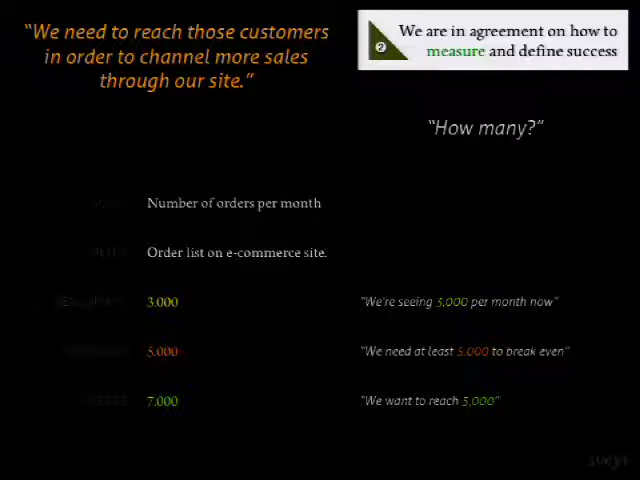 “We need to reach those customers
in order to channel more sales
through our site.”
2 We are in agreement on how to
measure and define success
“How many?”
Number of orders per month
Order list on e-commerce site.
3.000 “We’re seeing 3,000 per month now”
5.000 “We need at least 5,000 to break even”
7.000 “We want to reach 5,000”